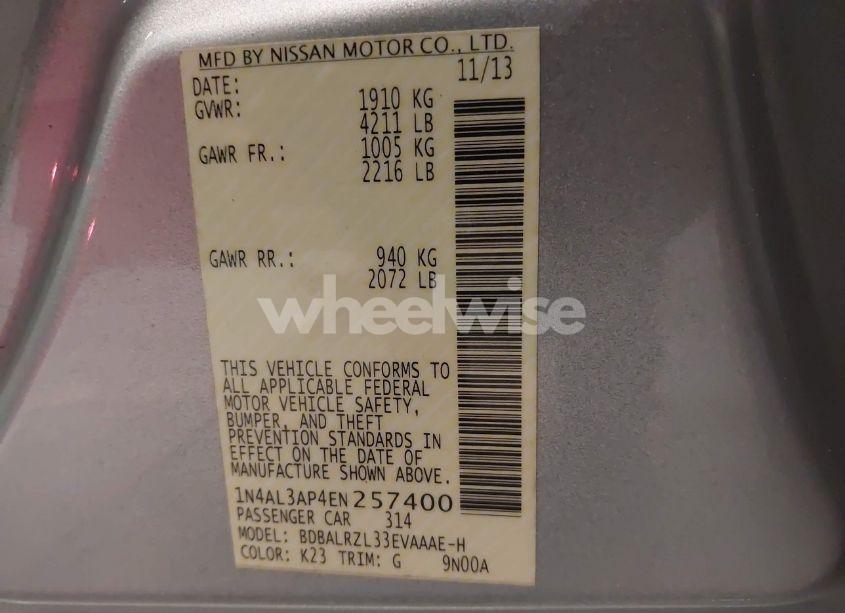 MFD BY NISSAN MOTOR CO., LTD.
DATE: 11/13
GVWR: 1910 KG
4211 LB
GAWR FR.: 1005 KG
2216 LB
GAWR RR.: 940 KG
2072 LB
wheelwise
THIS VEHICLE CONFORMS TO
ALL APPLICABLE FEDERAL
MOTOR VEHICLE SAFETY,
BUMPER, AND THEFT
PREVENTION STANDARDS IN
EFFECT ON THE DATE OF
MANUFACTURE SHOWN ABOVE.
1N4AL3AP4EN257400
PASSENGER CAR 314
MODEL: BDBALRZL33EVAAAE-H
COLOR: K23 TRIM: G 9N00A